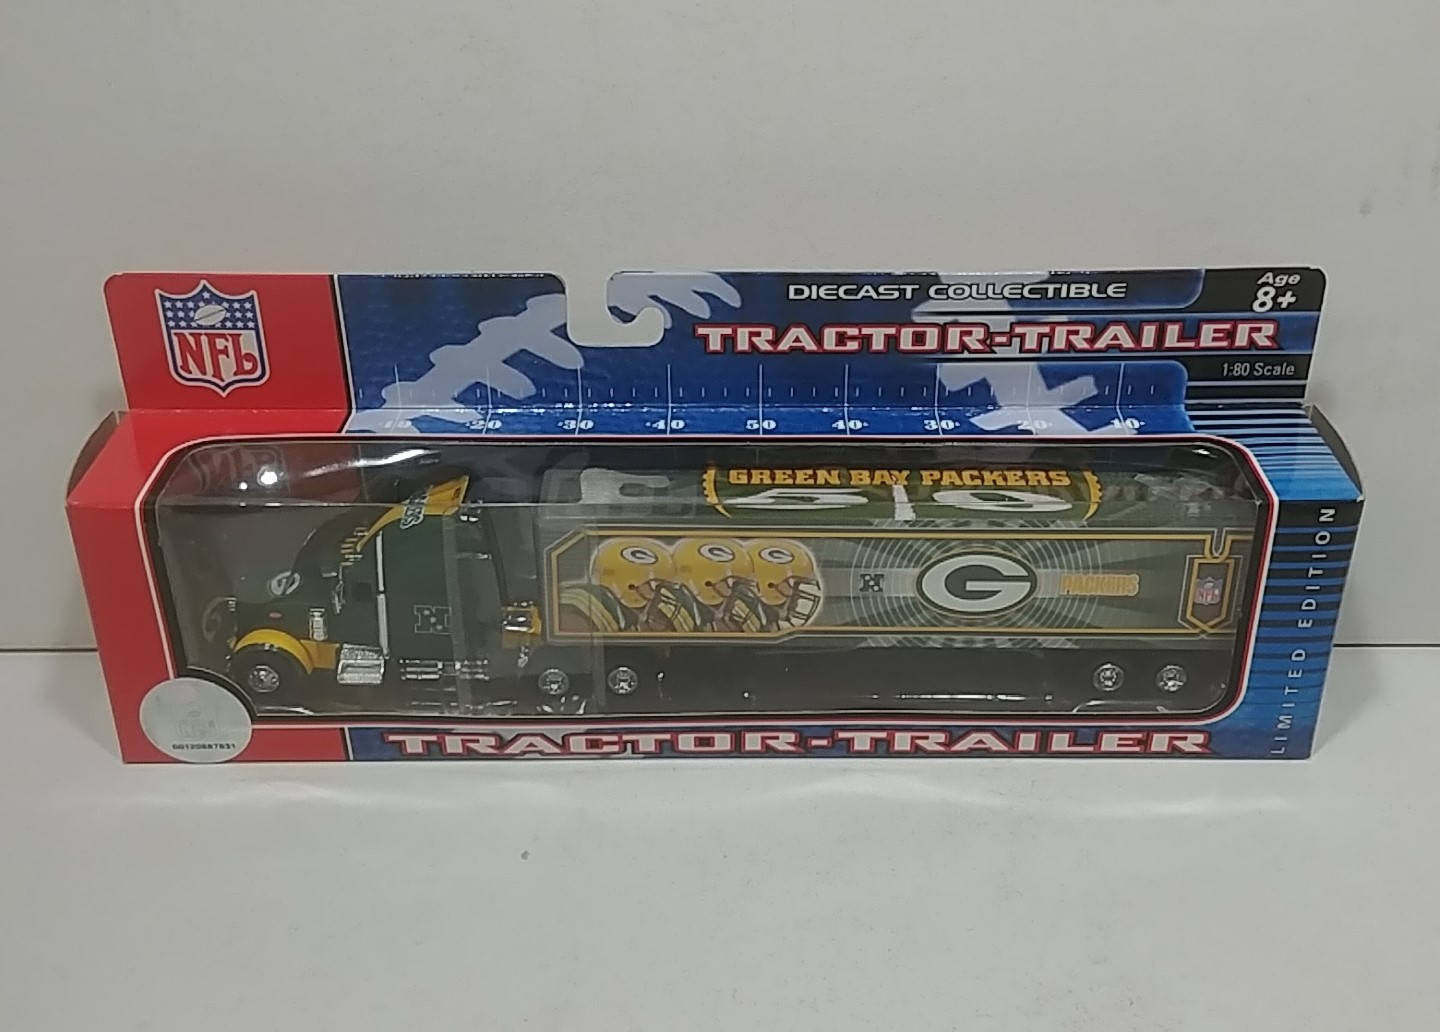 NFL
DIECAST COLLECTIBLE
Age
8+
TRACTOR-TRAILER
1:80 Scale
10 20 30 40 50 40 30 20 10
GREEN BAY PACKERS
50
G G G
N G PACKERS
NFL
LIMITED EDITION
TRACTOR-TRAILER